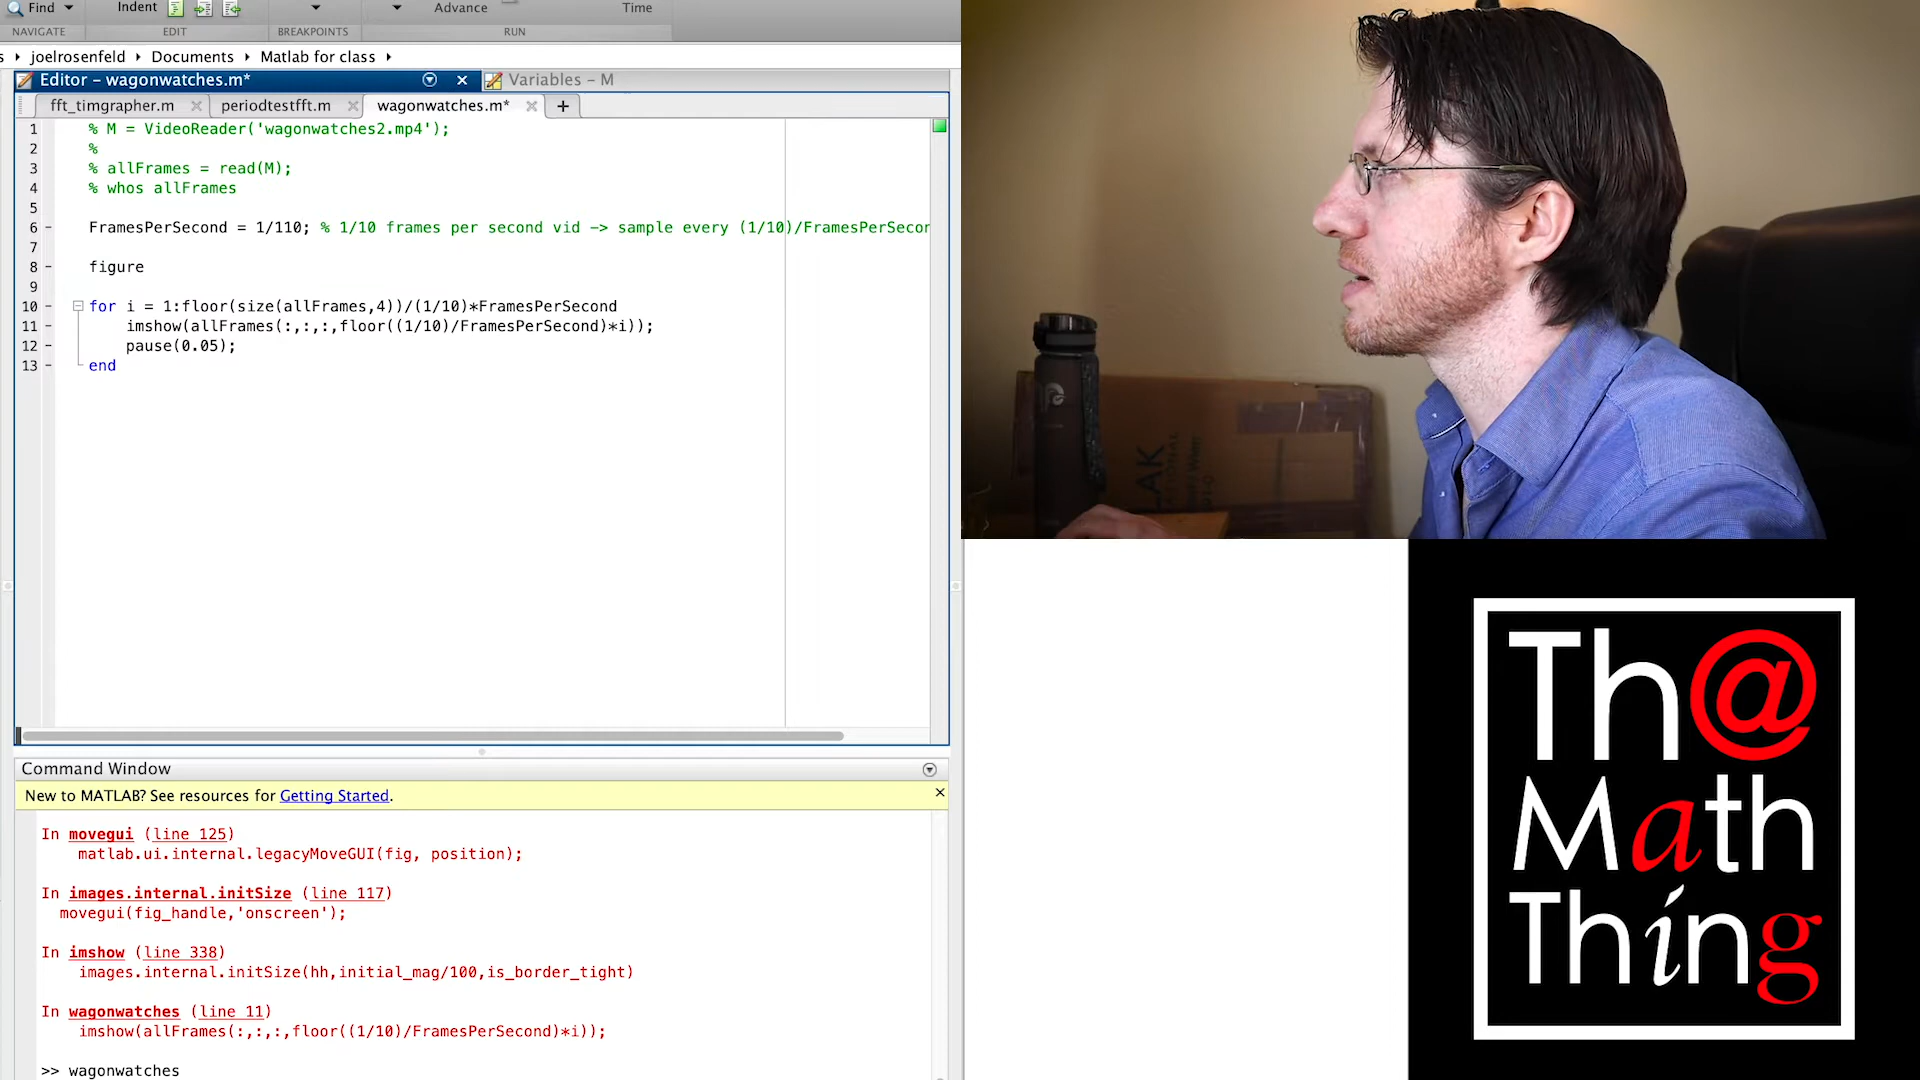 Find
Indent
Advance
Time
NAVIGATE
EDIT
BREAKPOINTS
RUN
s ▸ joelrosenfeld ▸ Documents ▸ Matlab for class ▸
Editor – wagonwatches.m*
Variables – M
fft_timgrapher.m
periodtestfft.m
wagonwatches.m*
1 % M = VideoReader('wagonwatches2.mp4');
2 %
3 % allFrames = read(M);
4 % whos allFrames
5
6 – FramesPerSecond = 1/110; % 1/10 frames per second vid -> sample every (1/10)/FramesPerSecon
7
8 – figure
9
10 – for i = 1:floor(size(allFrames,4))/(1/10)*FramesPerSecond
11 – imshow(allFrames(:,:,:,floor((1/10)/FramesPerSecond)*i));
12 – pause(0.05);
13 – end
Command Window
New to MATLAB? See resources for Getting Started.
In movegui (line 125)
matlab.ui.internal.legacyMoveGUI(fig, position);
In images.internal.initSize (line 117)
movegui(fig_handle,'onscreen');
In imshow (line 338)
images.internal.initSize(hh,initial_mag/100,is_border_tight)
In wagonwatches (line 11)
imshow(allFrames(:,:,:,floor((1/10)/FramesPerSecond)*i));
>> wagonwatches
Th@
Math
Thing